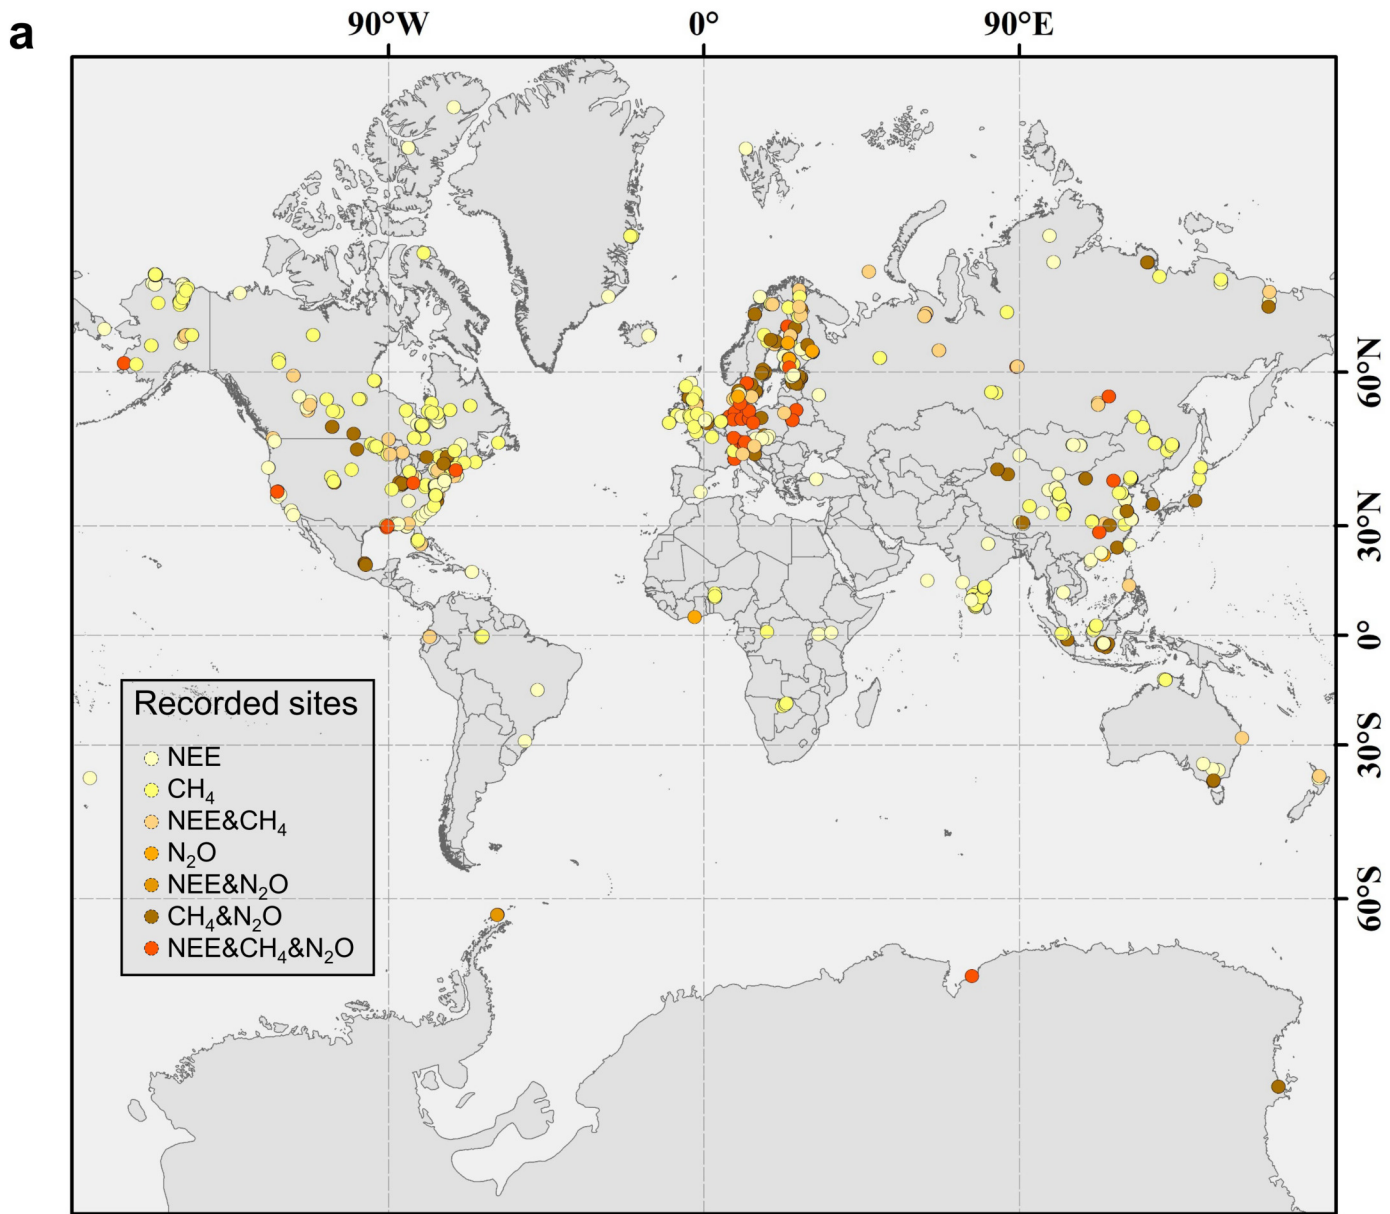 a
90°W 0° 90°E
60°N
30°N
0°
30°S
60°S
Recorded sites
NEE
CH₄
NEE&CH₄
N₂O
NEE&N₂O
CH₄&N₂O
NEE&CH₄&N₂O